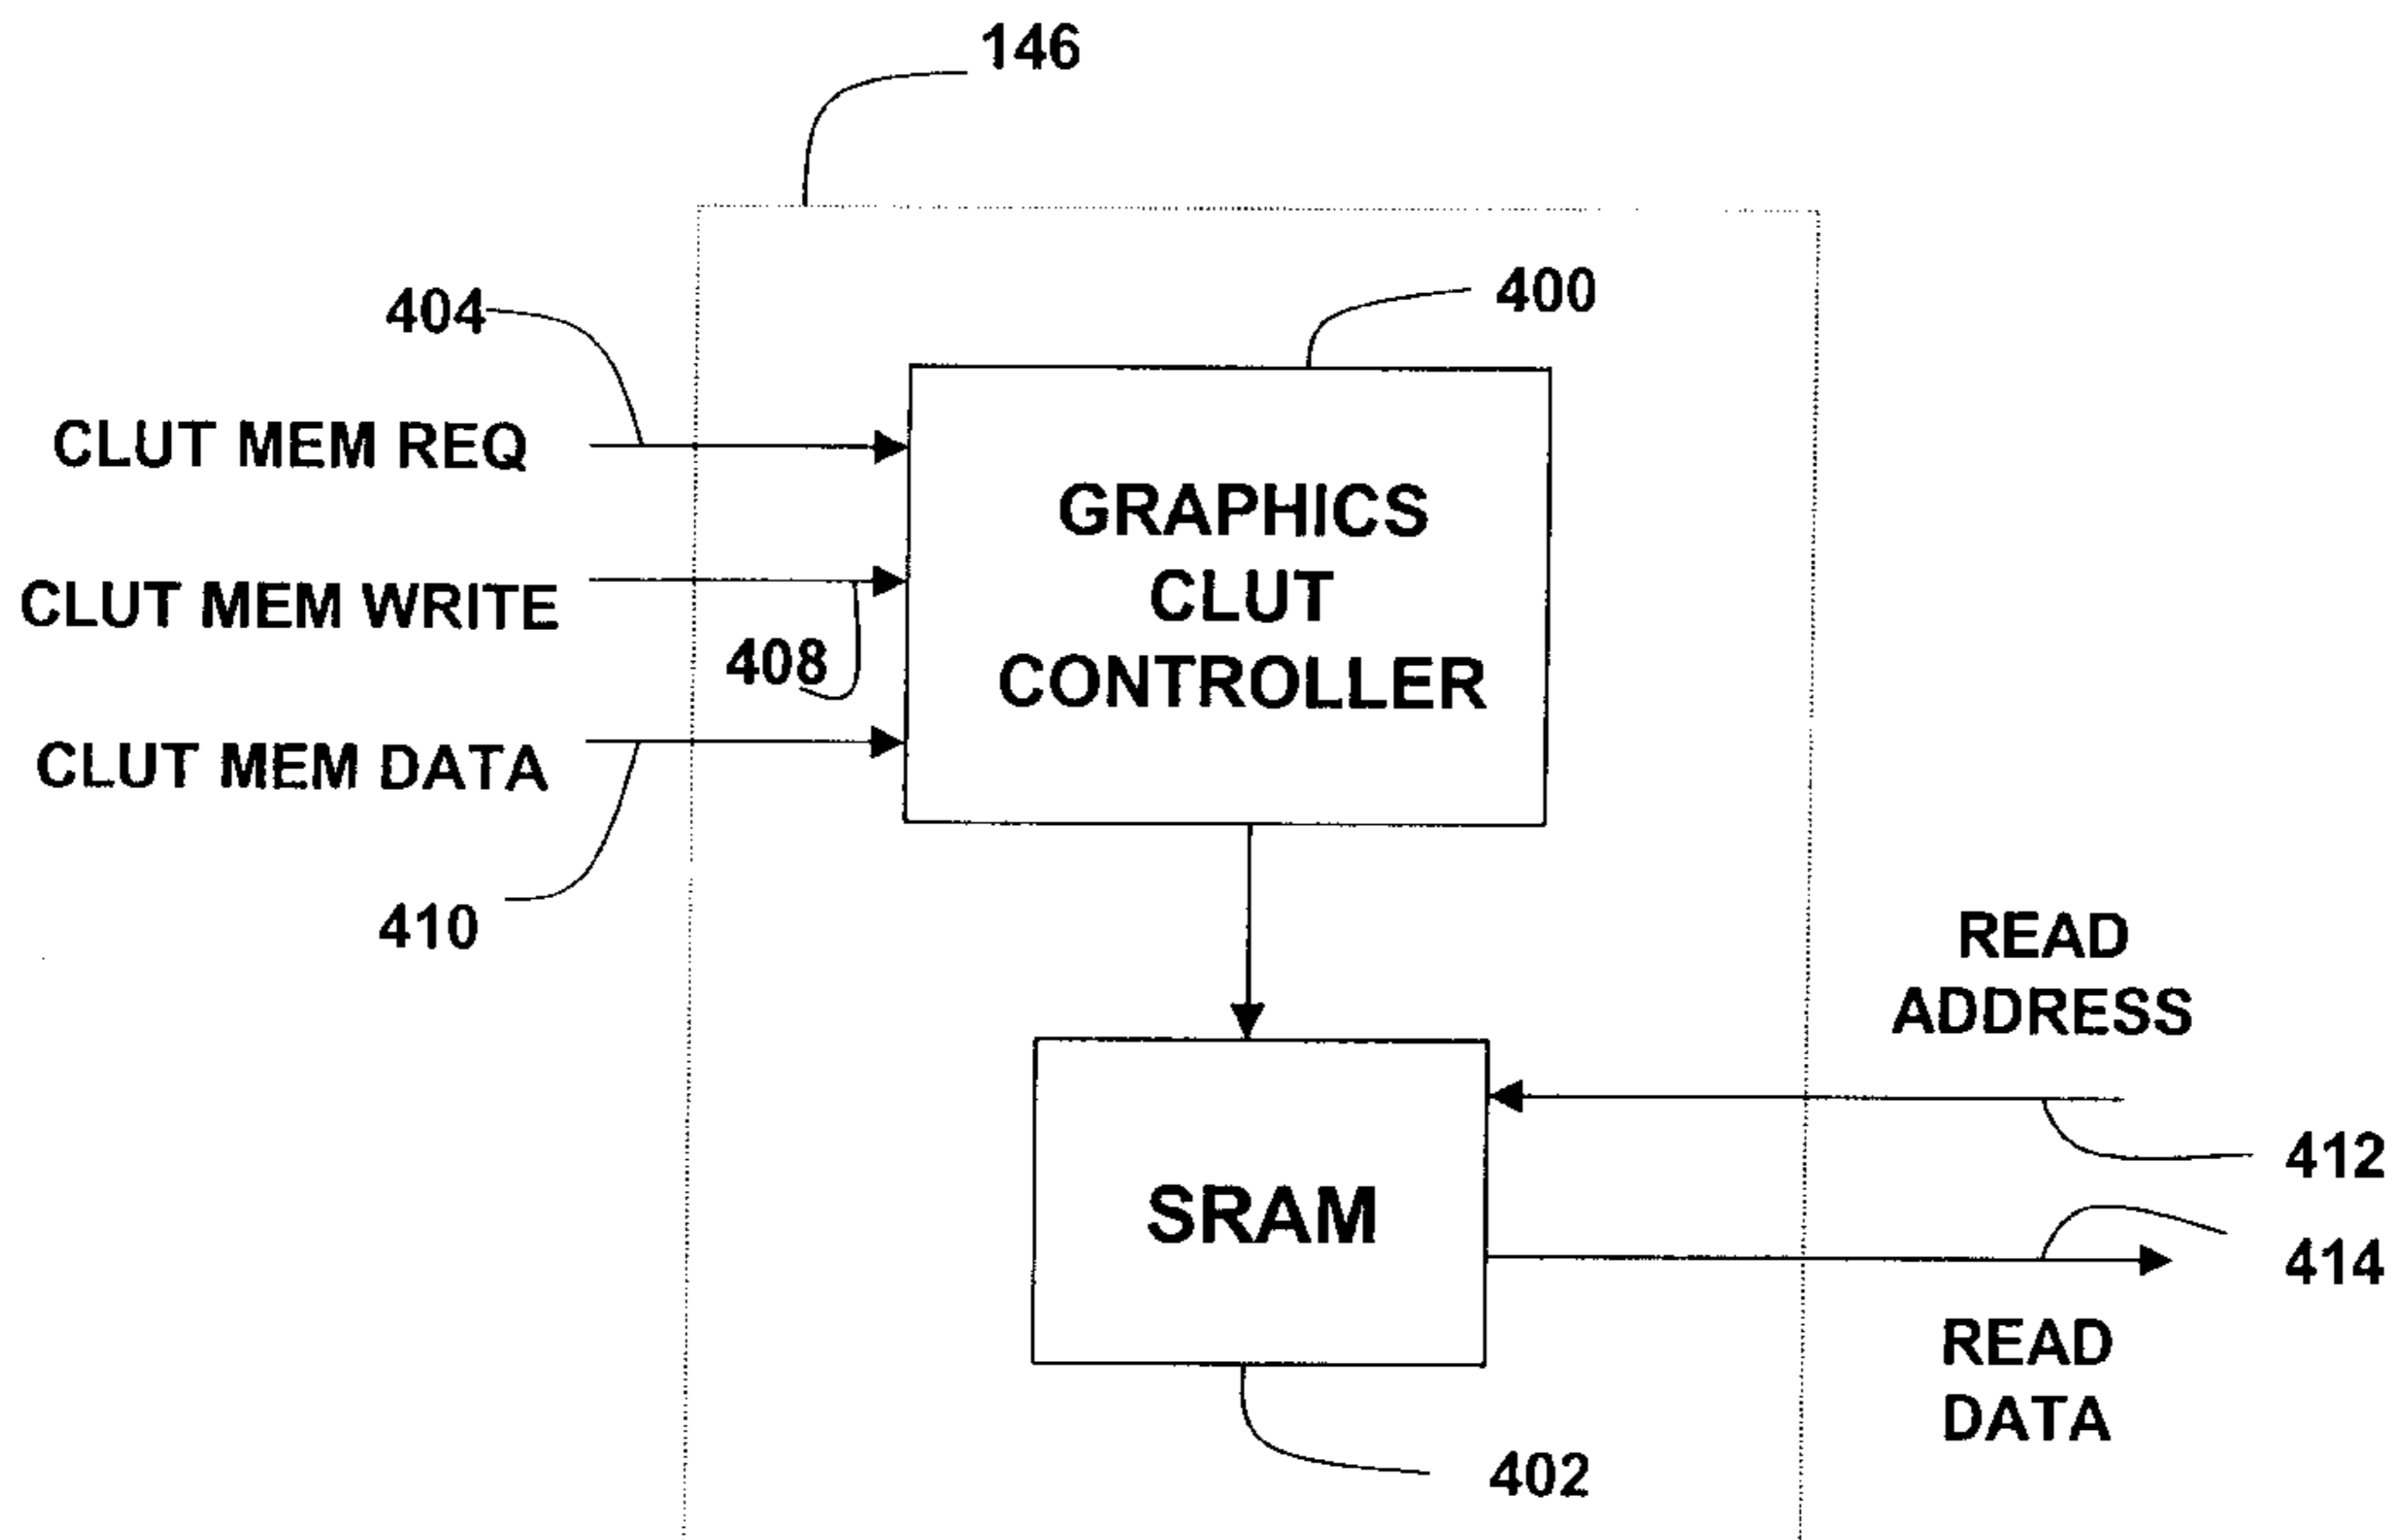 146
400
404
CLUT MEM REQ
GRAPHICS
CLUT
CONTROLLER
CLUT MEM WRITE
408
CLUT MEM DATA
410
READ
ADDRESS
412
SRAM
414
READ
DATA
402